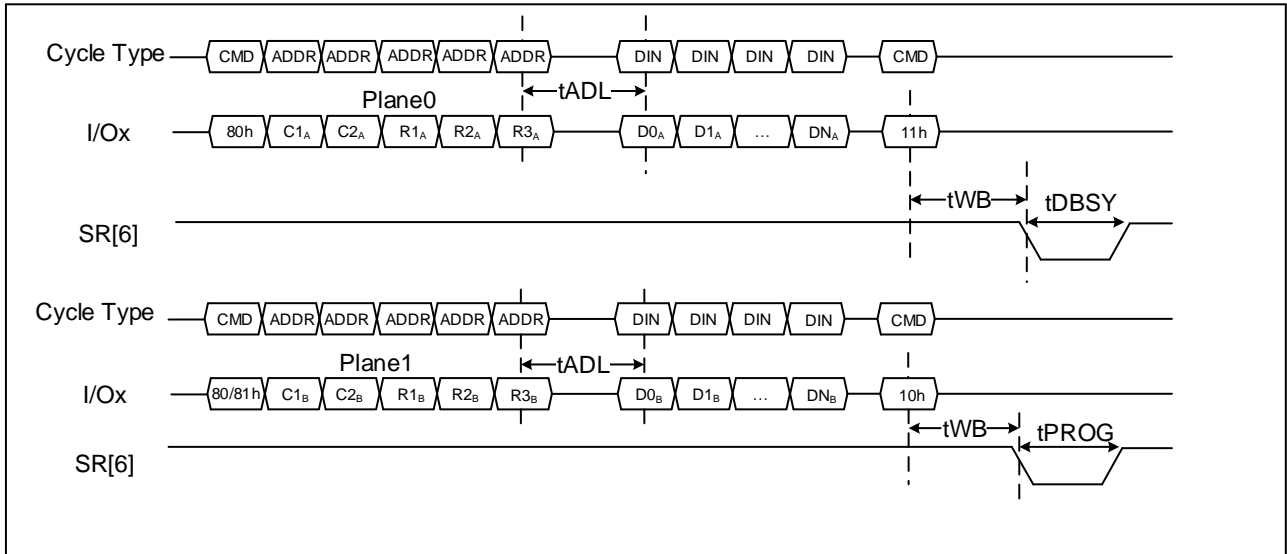 Cycle Type CMD ADDR ADDR ADDR ADDR ADDR DIN DIN DIN DIN CMD
Plane0 tADL
I/Ox 80h C1A C2A R1A R2A R3A D0A D1A ... DNA 11h
tWB tDBSY
SR[6]
Cycle Type CMD ADDR ADDR ADDR ADDR ADDR DIN DIN DIN DIN CMD
Plane1 tADL
I/Ox 80/81h C1B C2B R1B R2B R3B D0B D1B ... DNB 10h
tWB tPROG
SR[6]